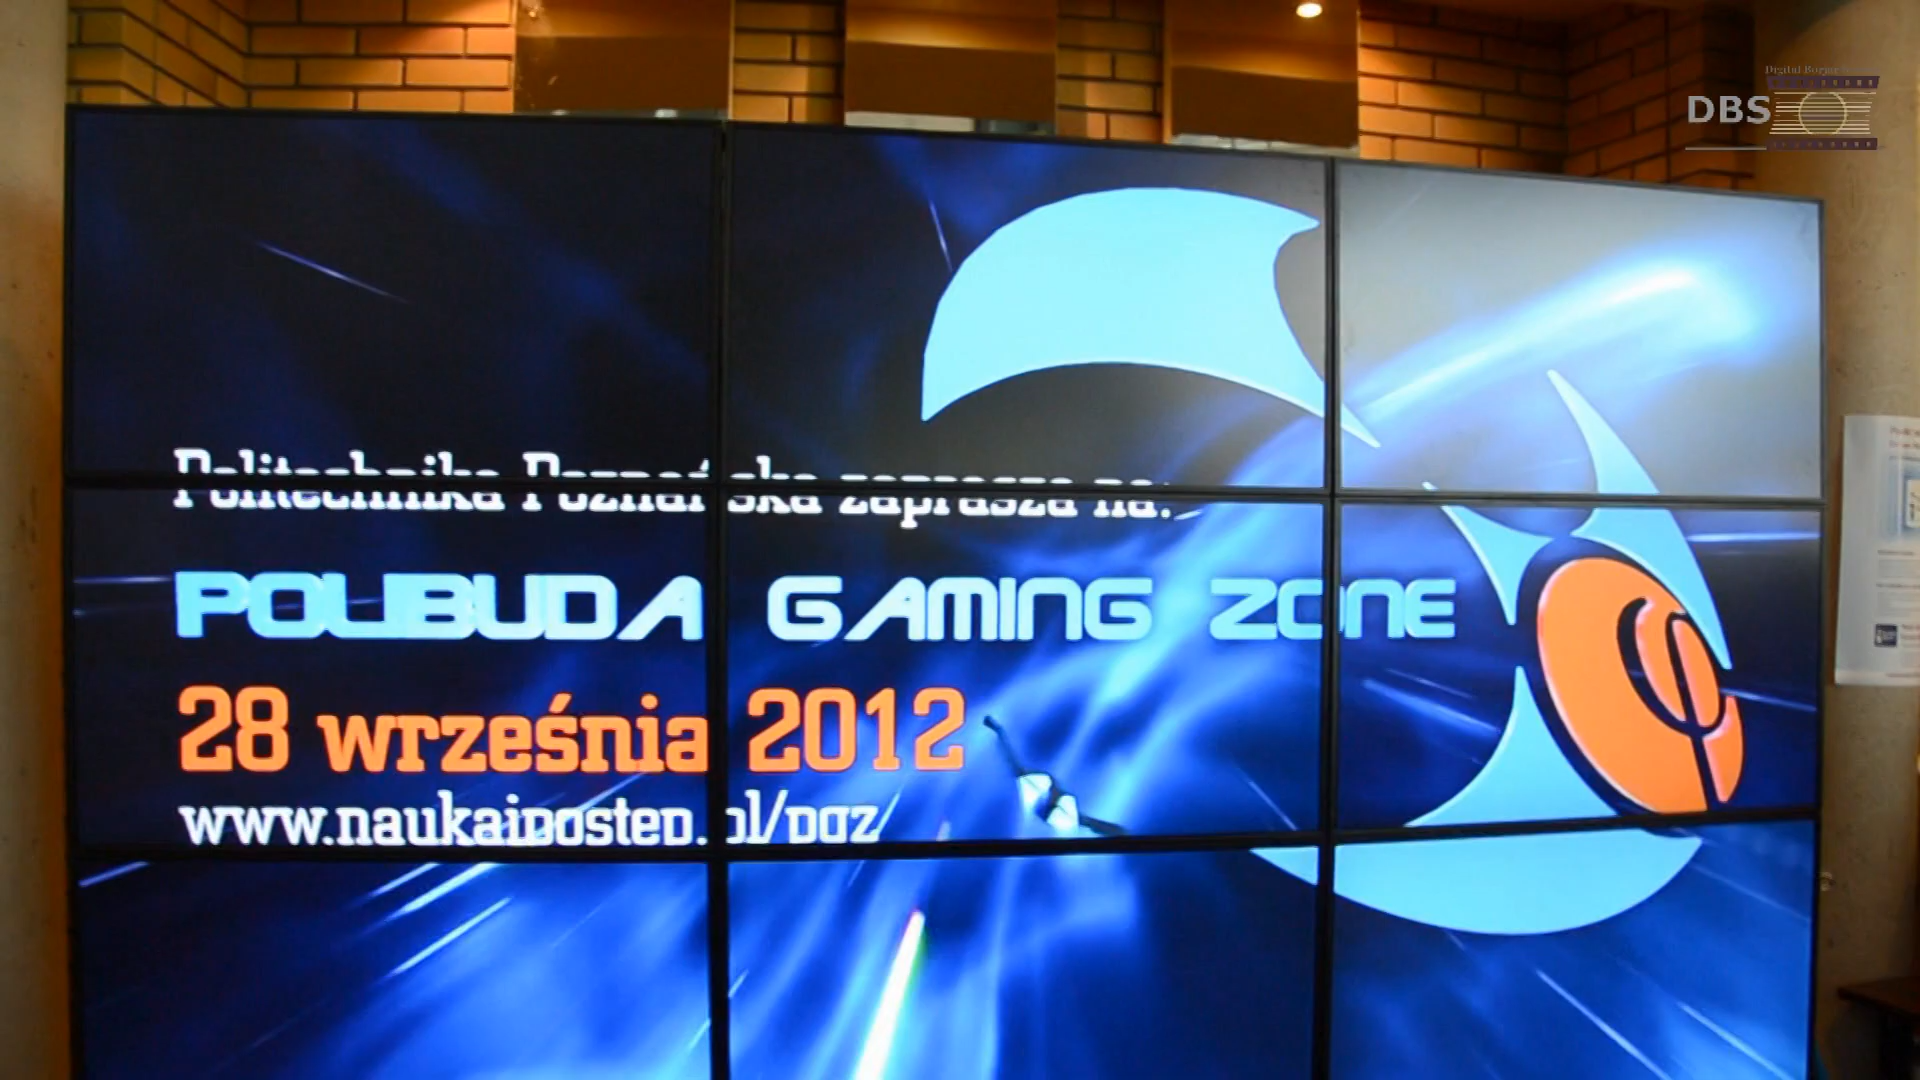 DBS
Politechnika Poznańska zaprasza na:
POLIBUDA GAMING ZONE
28 września 2012
www.naukaipostep.pl/pgz